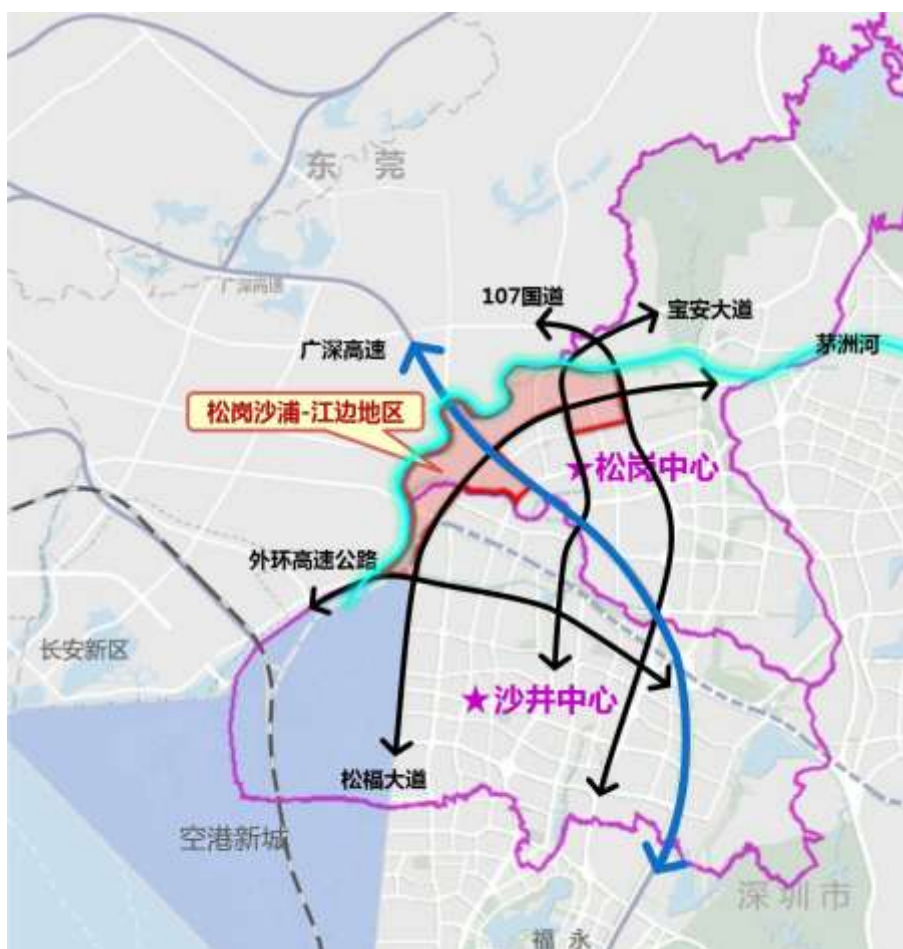 东 莞
广深高速
107国道
宝安大道
广深高速
茅洲河
松岗沙浦-江边地区
★松岗中心
外环高速公路
长安新区
★沙井中心
松福大道
空港新城
深圳市
福 永